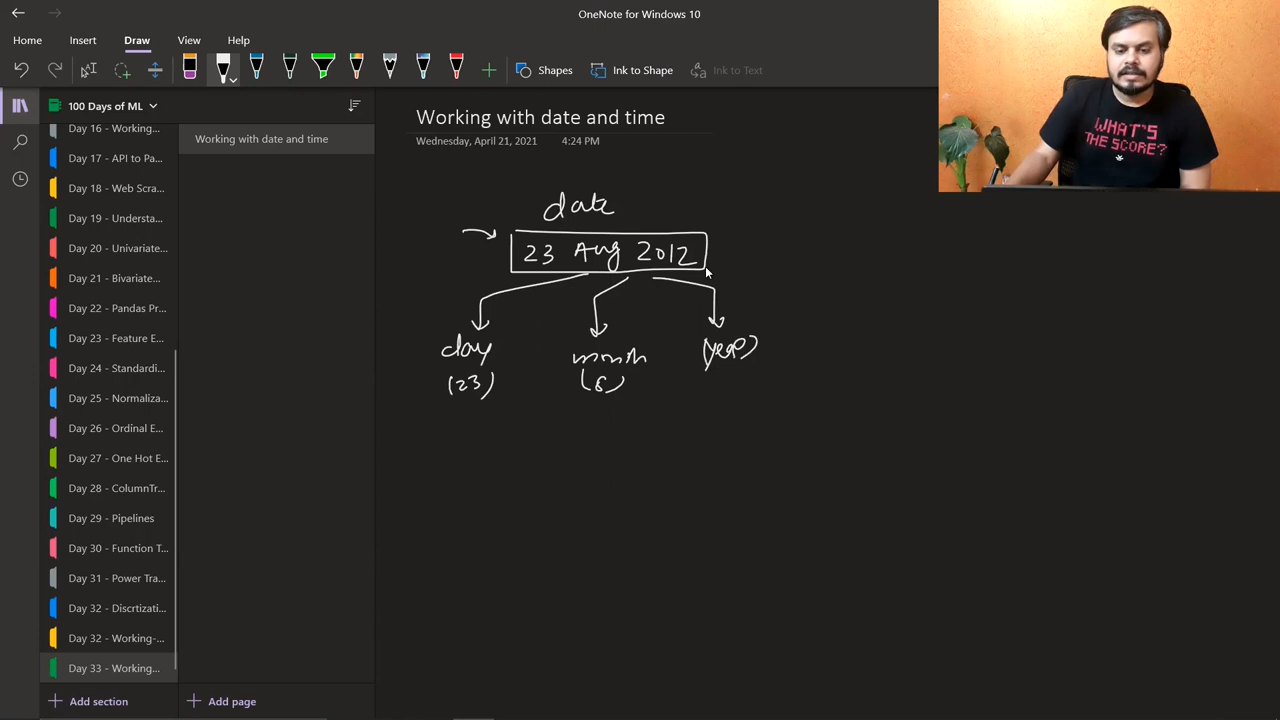 OneNote for Windows 10
Home Insert Draw View Help
Shapes Ink to Shape Ink to Text
100 Days of ML
Day 16 - Working...
Day 17 - API to Pa...
Day 18 - Web Scra...
Day 19 - Understa...
Day 20 - Univariate...
Day 21 - Bivariate...
Day 22 - Pandas Pr...
Day 23 - Feature E...
Day 24 - Standardi...
Day 25 - Normaliza...
Day 26 - Ordinal E...
Day 27 - One Hot E...
Day 28 - ColumnTr...
Day 29 - Pipelines
Day 30 - Function T...
Day 31 - Power Tra...
Day 32 - Discrtizati...
Day 32 - Working-...
Day 33 - Working...
Add section
Working with date and time
Add page
Working with date and time
Wednesday, April 21, 2021 4:24 PM
date
23 Aug 2012
day month (year)
(23) (6)
WHAT'S
THE SCORE?